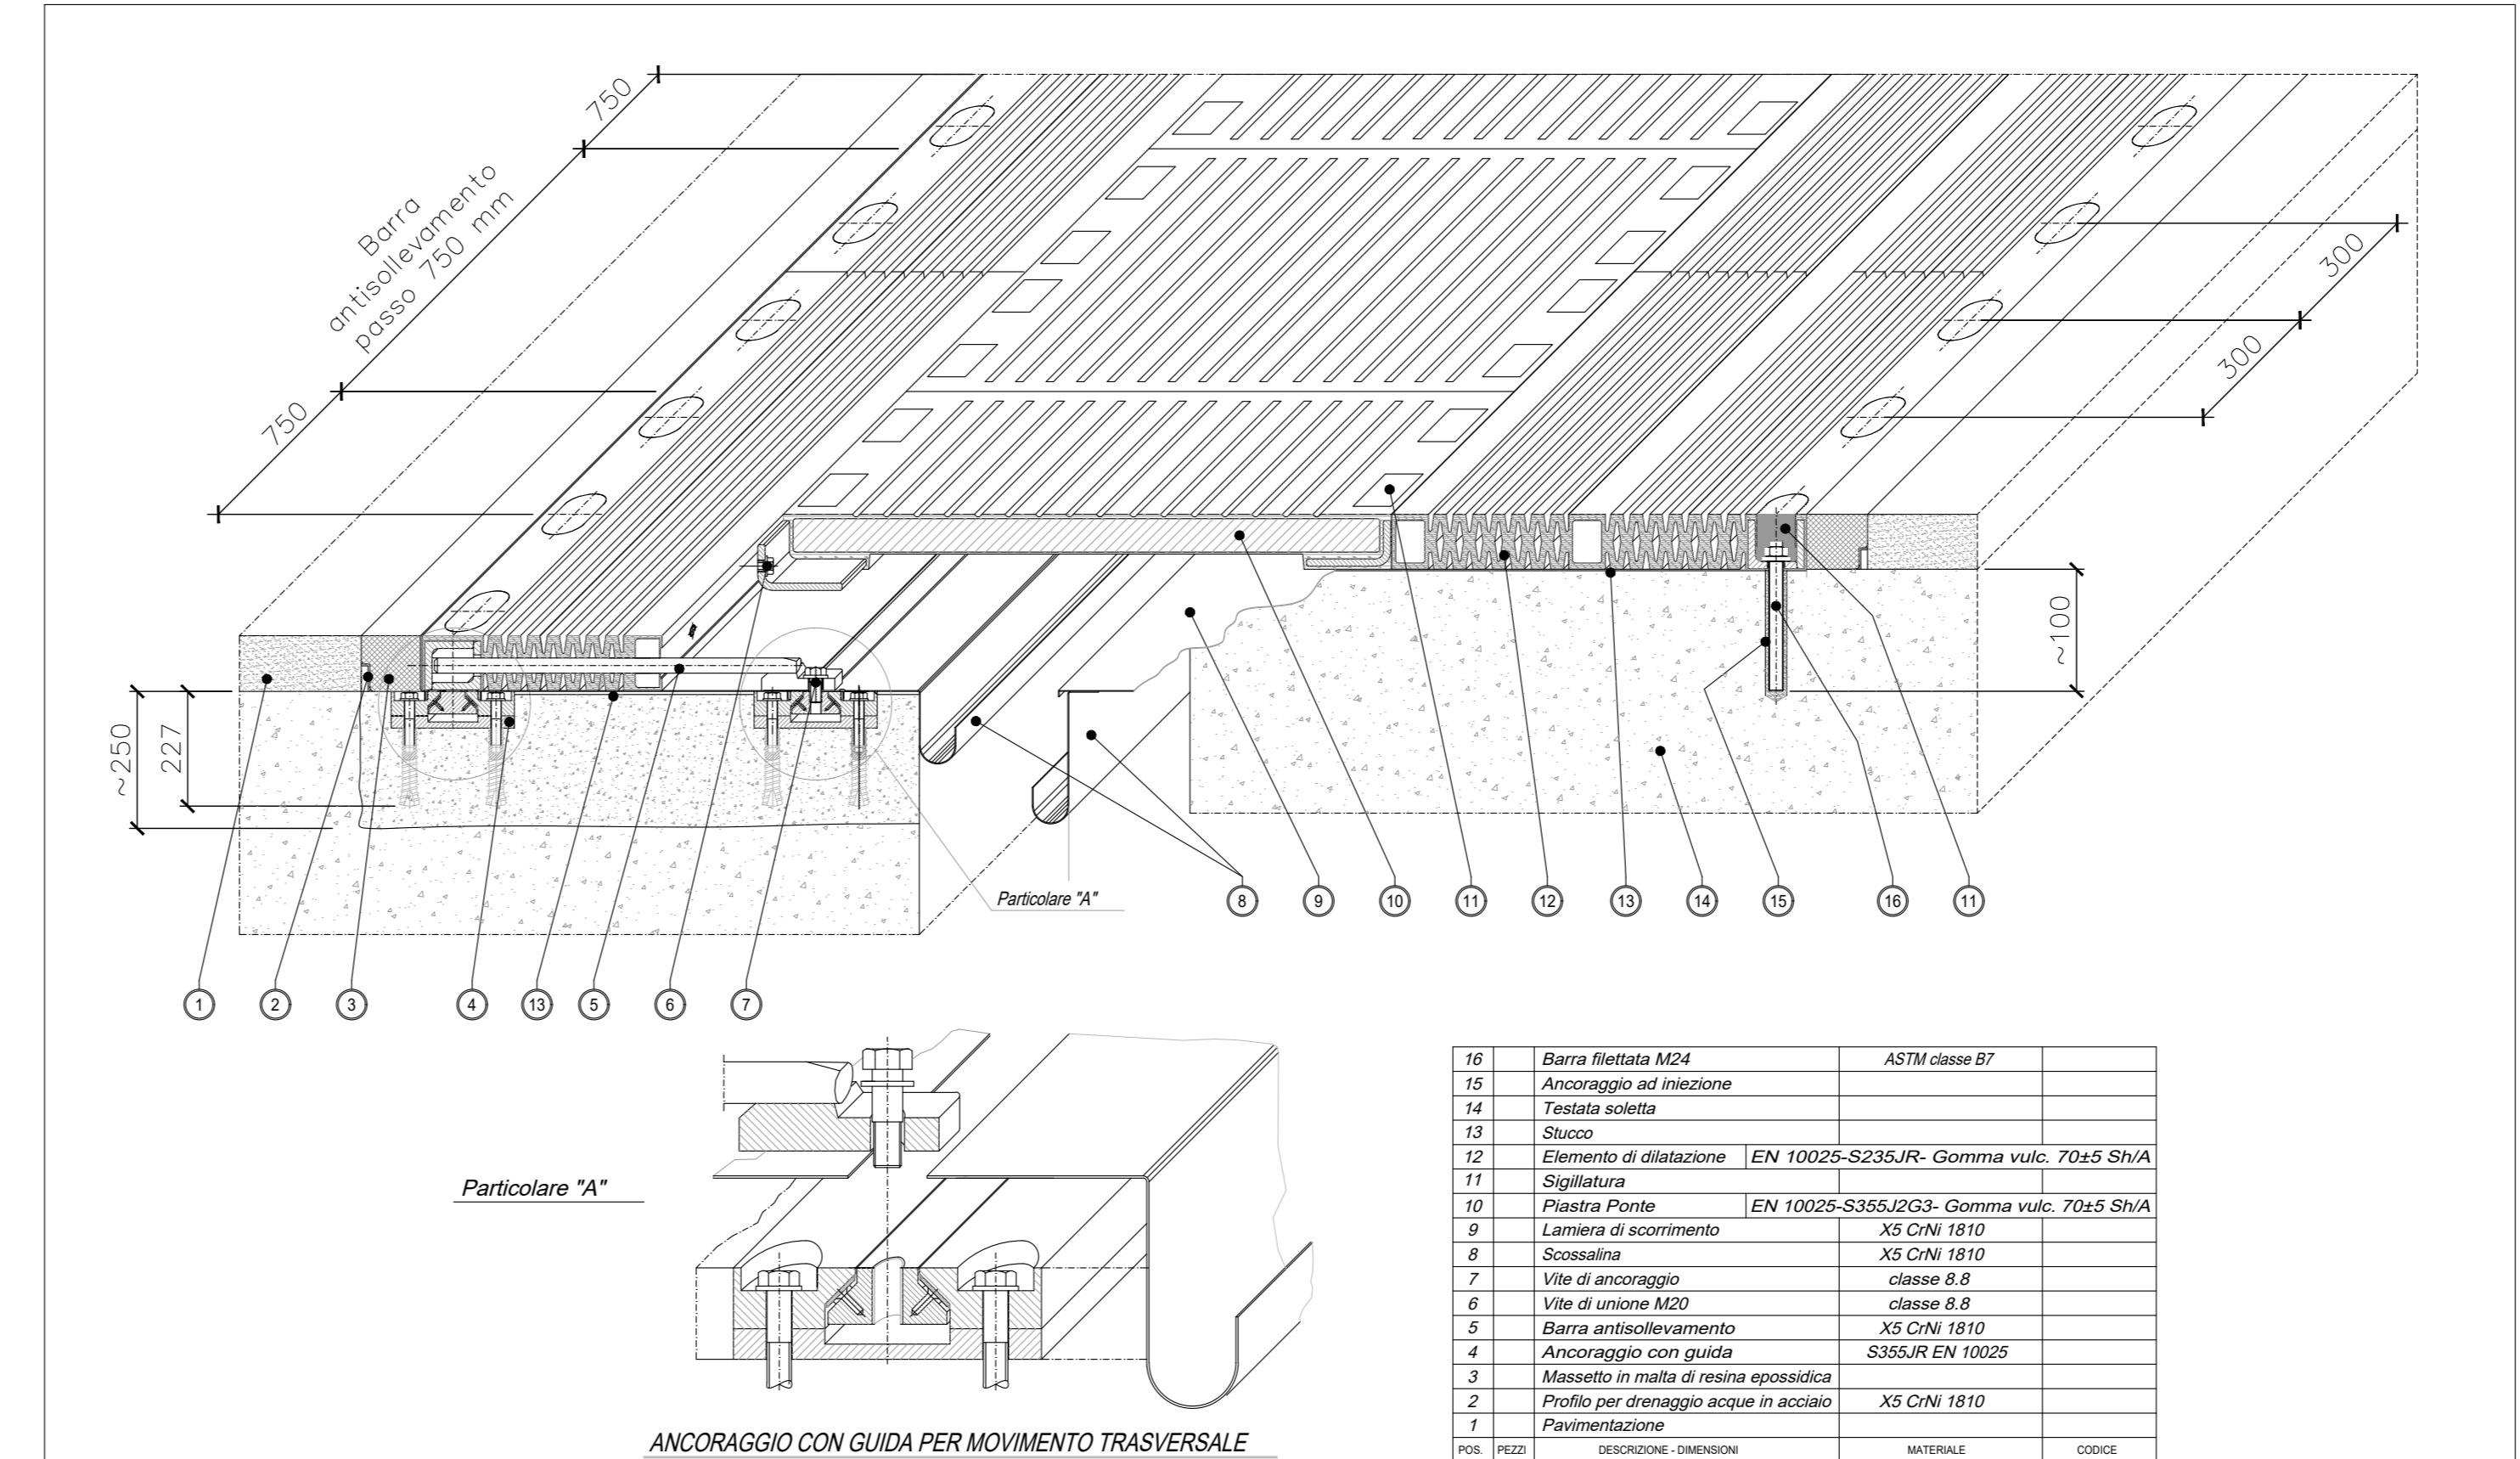 750
Barra
antisollevamento
passo 750 mm
750
300
300
~100
~250
227
Particolare "A"
8 9 10 11 12 13 14 15 16 11
1 2 3 4 13 5 6 7
Particolare "A"
ANCORAGGIO CON GUIDA PER MOVIMENTO TRASVERSALE
16 Barra filettata M24 ASTM classe B7
15 Ancoraggio ad iniezione
14 Testata soletta
13 Stucco
12 Elemento di dilatazione EN 10025-S235JR- Gomma vulc. 70±5 Sh/A
11 Sigillatura
10 Piastra Ponte EN 10025-S355J2G3- Gomma vulc. 70±5 Sh/A
9 Lamiera di scorrimento X5 CrNi 1810
8 Scossalina X5 CrNi 1810
7 Vite di ancoraggio classe 8.8
6 Vite di unione M20 classe 8.8
5 Barra antisollevamento X5 CrNi 1810
4 Ancoraggio con guida S355JR EN 10025
3 Massetto in malta di resina epossidica
2 Profilo per drenaggio acque in acciaio X5 CrNi 1810
1 Pavimentazione
POS. PEZZI DESCRIZIONE - DIMENSIONI MATERIALE CODICE